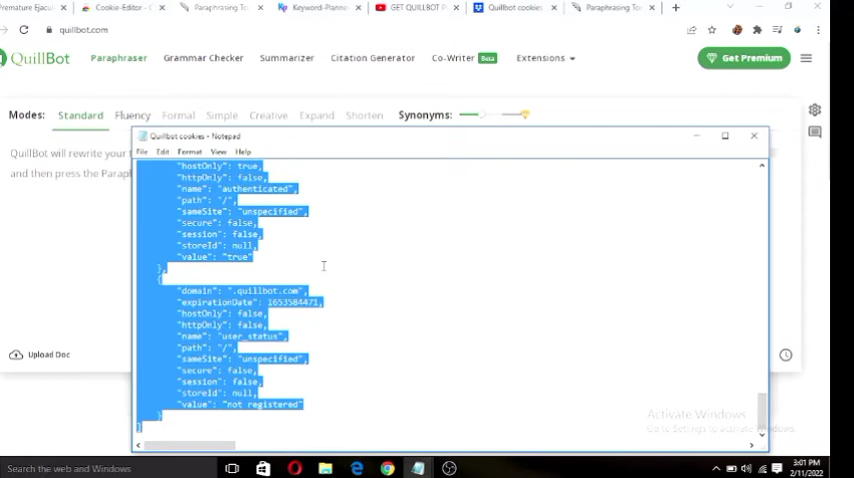 Premature Ejacul
Cookie-Editor - C
Paraphrasing To
Keyword-Planner
GET QUILLBOT P
Quillbot cookies
Paraphrasing Too
quillbot.com
QuillBot
Paraphraser
Grammar Checker
Summarizer
Citation Generator
Co-Writer
Beta
Extensions
Get Premium
Modes:
Standard
Fluency
Formal
Simple
Creative
Expand
Shorten
Synonyms:
Quillbot cookies - Notepad
File Edit Format View Help
QuillBot will rewrite your t
and then press the Parap
"hostOnly": true,
"httpOnly": false,
"name": "authenticated",
"path": "/",
"sameSite": "unspecified",
"secure": false,
"session": false,
"storeId": null,
"value": "true"
},
{
"domain": ".quillbot.com",
"expirationDate": 1653584471,
"hostOnly": false,
"httpOnly": false,
"name": "user_status",
"path": "/",
"sameSite": "unspecified",
"secure": false,
"session": false,
"storeId": null,
"value": "not registered"
}
]
Upload Doc
Activate Windows
Go to Settings to activate Windows.
Search the web and Windows
3:01 PM
2/11/2022